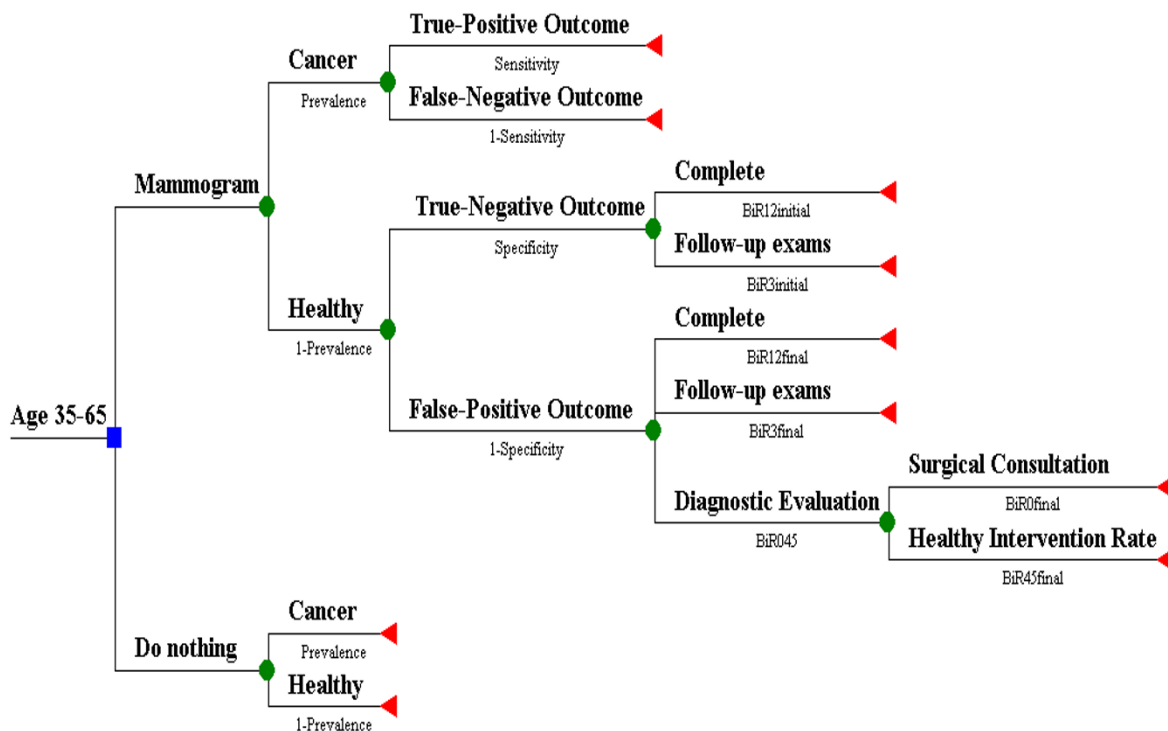 True-Positive Outcome
Sensitivity
Cancer
Prevalence
False-Negative Outcome
1-Sensitivity
Mammogram
Complete
BiR12initial
True-Negative Outcome
Specificity
Follow-up exams
BiR3initial
Healthy
1-Prevalence
Complete
BiR12final
False-Positive Outcome
1-Specificity
Follow-up exams
BiR3final
Age 35-65
Surgical Consultation
BiR0final
Diagnostic Evaluation
BiR045
Healthy Intervention Rate
BiR45final
Do nothing
Cancer
Prevalence
Healthy
1-Prevalence